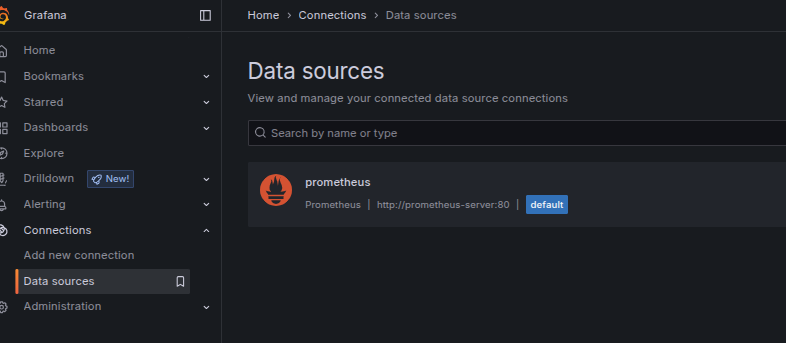 Grafana
Home › Connections › Data sources
Home
Bookmarks
Starred
Dashboards
Explore
Drilldown New!
Alerting
Connections
Add new connection
Data sources
Administration
Data sources
View and manage your connected data source connections
Search by name or type
prometheus
Prometheus | http://prometheus-server:80 | default